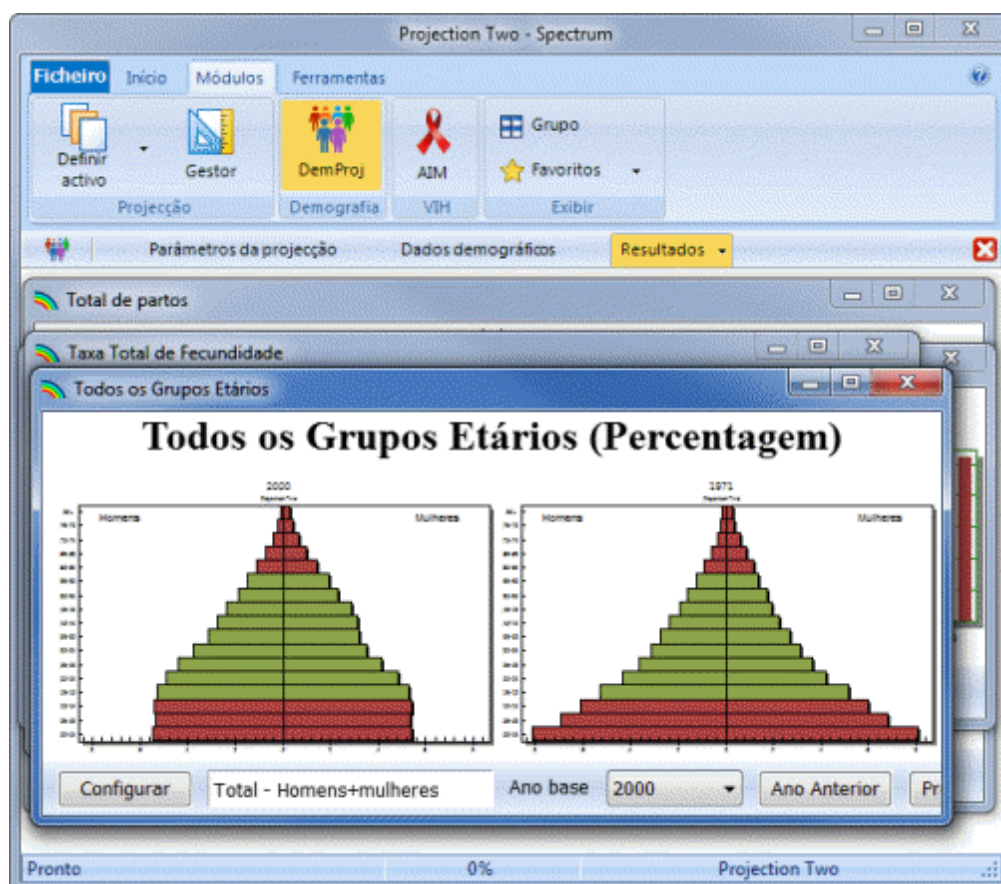 Projection Two - Spectrum
Ficheiro Início Módulos Ferramentas
Definir activo
Gestor
DemProj
AIM
Grupo
Favoritos
Projecção Demografia VIH Exibir
Parâmetros da projecção Dados demográficos Resultados
Total de partos
Taxa Total de Fecundidade
Todos os Grupos Etários
Todos os Grupos Etários (Percentagem)
2000 1971
Homens Mulheres Homens Mulheres
Configurar Total - Homens+mulheres Ano base 2000 Ano Anterior
Pronto 0% Projection Two